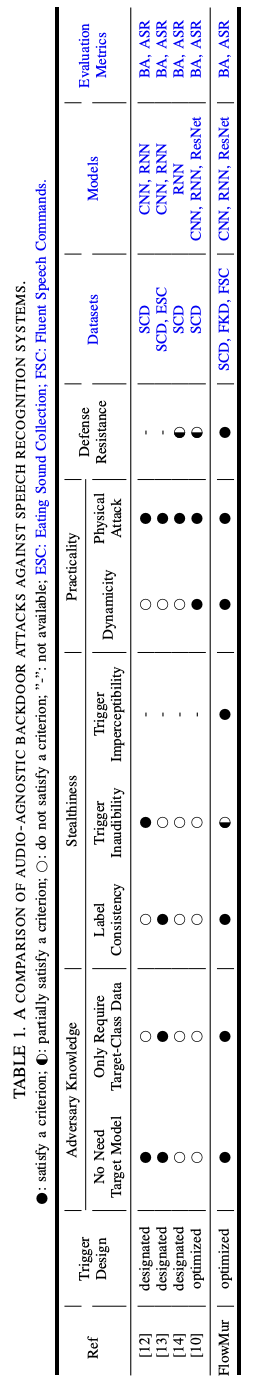 TABLE 1. A COMPARISON OF AUDIO-AGNOSTIC BACKDOOR ATTACKS AGAINST SPEECH RECOGNITION SYSTEMS.
●: satisfy a criterion; ◐: partially satisfy a criterion; ○: do not satisfy a criterion; "-": not available; ESC: Eating Sound Collection; FSC: Fluent Speech Commands.
Ref Trigger Design Adversary Knowledge Stealthiness Practicality Defense Resistance Datasets Models Evaluation Metrics
No Need Target Model Only Require Target-Class Data Label Consistency Trigger Inaudibility Trigger Imperceptibility Dynamicity Physical Attack
[12] designated ● ○ ○ ● - ○ ● - SCD CNN, RNN BA, ASR
[13] designated ● ● ● ○ - ○ ● - SCD, ESC CNN, RNN BA, ASR
[14] designated ○ ○ ○ ○ - ○ ● ◒ SCD RNN BA, ASR
[10] optimized ○ ○ ○ ○ - ● ● ◒ SCD CNN, RNN, ResNet BA, ASR
FlowMur optimized ● ● ● ◒ ● ● ● ● SCD, FKD, FSC CNN, RNN, ResNet BA, ASR